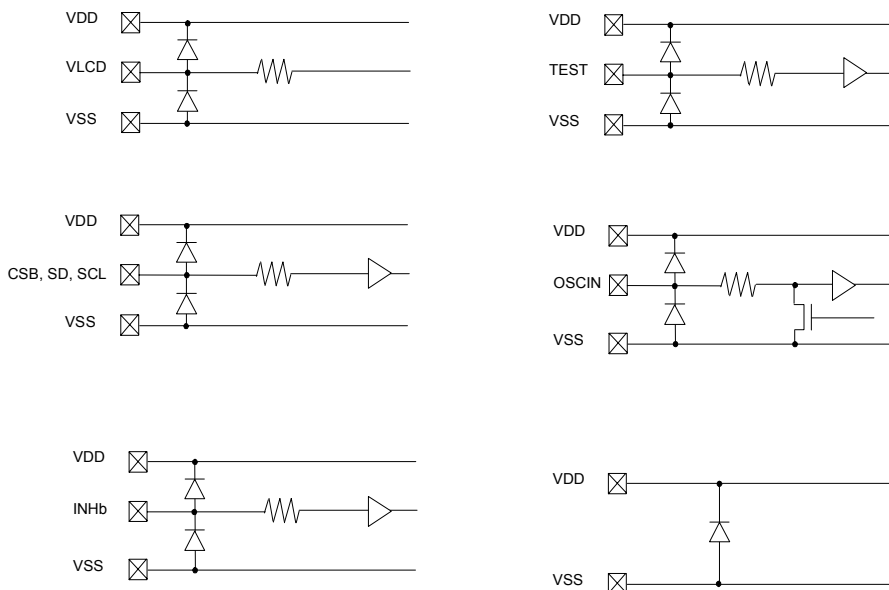 VDD
VLCD
VSS
VDD
TEST
VSS
VDD
CSB, SD, SCL
VSS
VDD
OSCIN
VSS
VDD
INHb
VSS
VDD
VSS